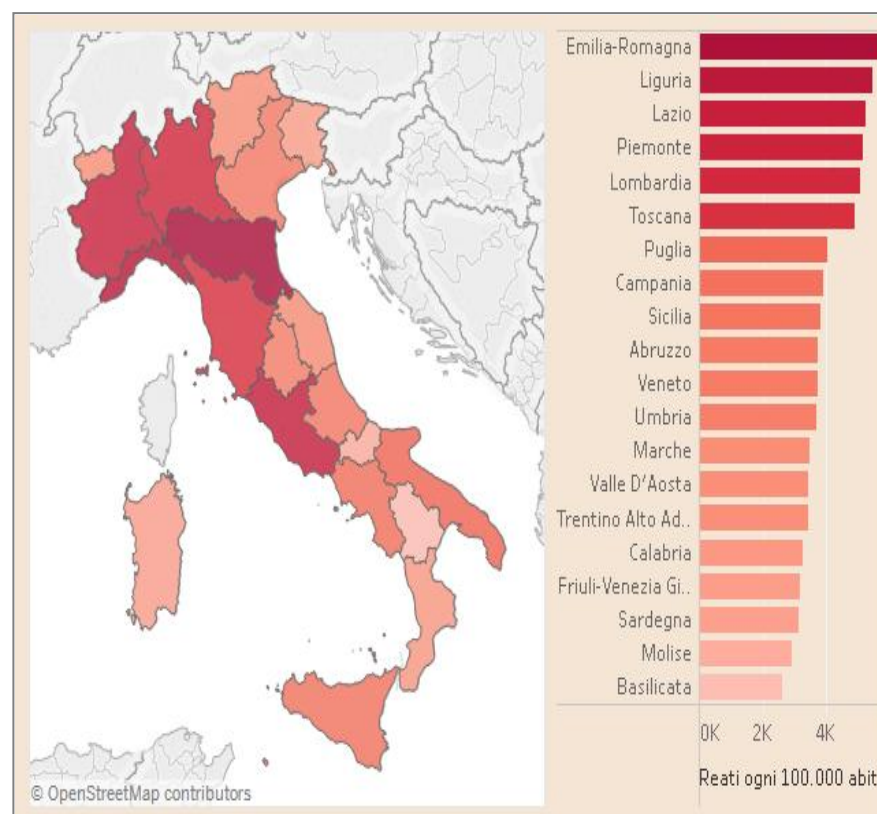 Emilia-Romagna
Liguria
Lazio
Piemonte
Lombardia
Toscana
Puglia
Campania
Sicilia
Abruzzo
Veneto
Umbria
Marche
Valle D'Aosta
Trentino Alto Ad..
Calabria
Friuli-Venezia Gi..
Sardegna
Molise
Basilicata
0K 2K 4K
Reati ogni 100.000 abit
© OpenStreetMap contributors